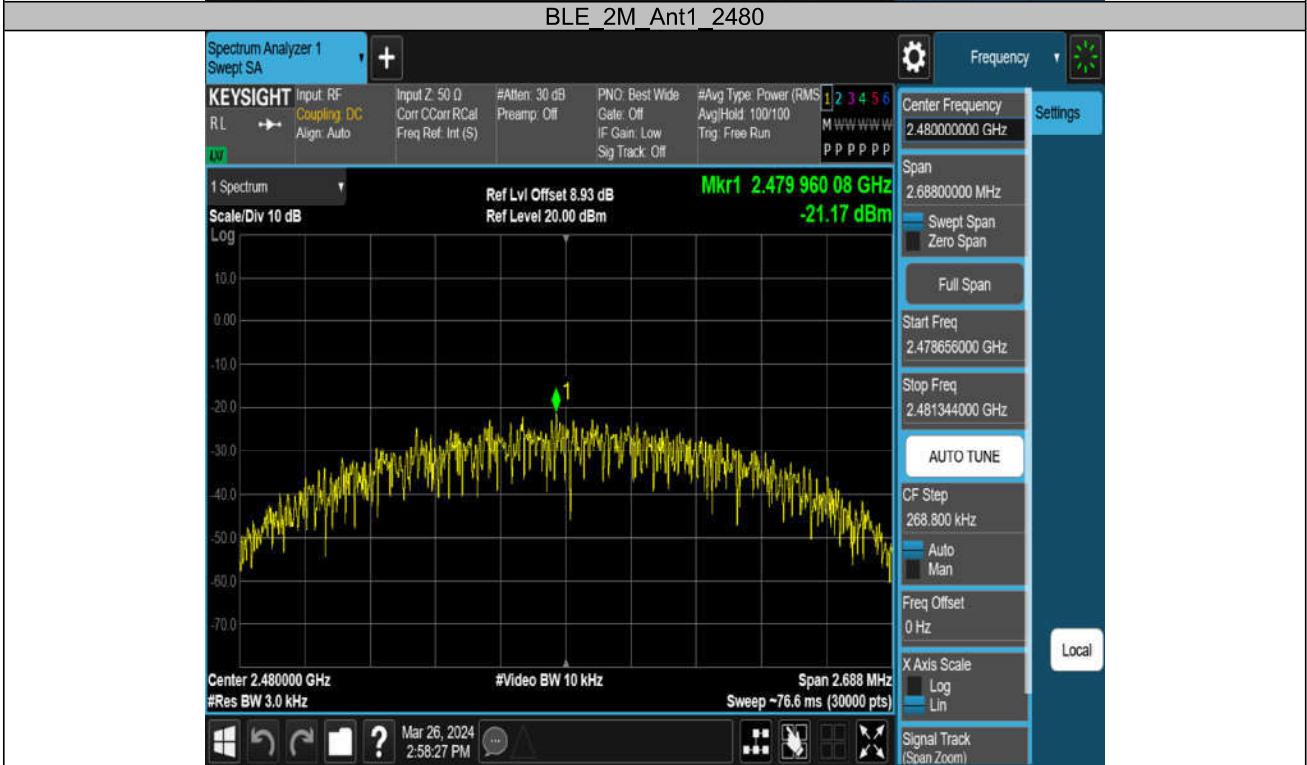 BLE_2M_Ant1_2480
Spectrum Analyzer 1
Swept SA
+
Frequency
KEYSIGHT
RL
LXI
Input: RF
Coupling: DC
Align: Auto
Input Z: 50 Ω
Corr CCorr RCal
Freq Ref: Int (S)
#Atten: 30 dB
Preamp: Off
PNO: Best Wide
Gate: Off
IF Gain: Low
Sig Track: Off
#Avg Type: Power (RMS
Avg|Hold: 100/100
Trig: Free Run
1 2 3 4 5 6
M W W W W W
P P P P P P
1 Spectrum
Scale/Div 10 dB
Log
Ref Lvl Offset 8.93 dB
Ref Level 20.00 dBm
Mkr1 2.479 960 08 GHz
-21.17 dBm
10.0
0.00
-10.0
1
-20.0
-30.0
-40.0
-50.0
-60.0
-70.0
Center 2.480000 GHz
#Res BW 3.0 kHz
#Video BW 10 kHz
Span 2.688 MHz
Sweep ~76.6 ms (30000 pts)
Center Frequency
2.480000000 GHz
Settings
Span
2.68800000 MHz
Swept Span
Zero Span
Full Span
Start Freq
2.478656000 GHz
Stop Freq
2.481344000 GHz
AUTO TUNE
CF Step
268.800 kHz
Auto
Man
Freq Offset
0 Hz
X Axis Scale
Log
Lin
Local
Signal Track
(Span Zoom)
?
Mar 26, 2024
2:58:27 PM